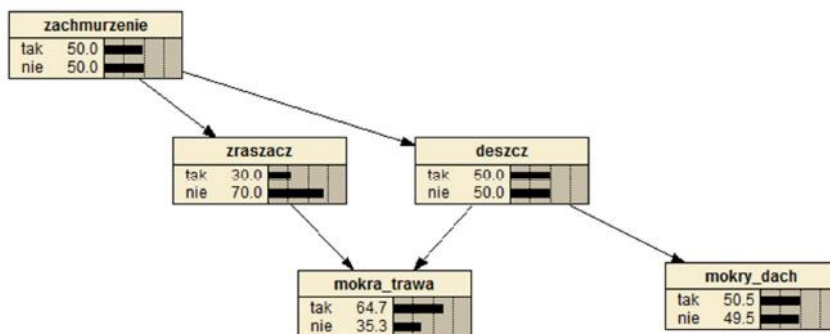 zachmurzenie
tak 50.0
nie 50.0
zraszacz
tak 30.0
nie 70.0
deszcz
tak 50.0
nie 50.0
mokra_trawa
tak 64.7
nie 35.3
mokry_dach
tak 50.5
nie 49.5